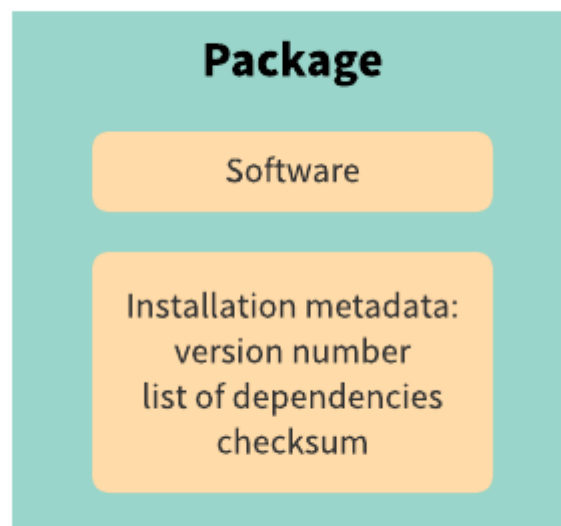 Package
Software
Installation metadata:
version number
list of dependencies
checksum